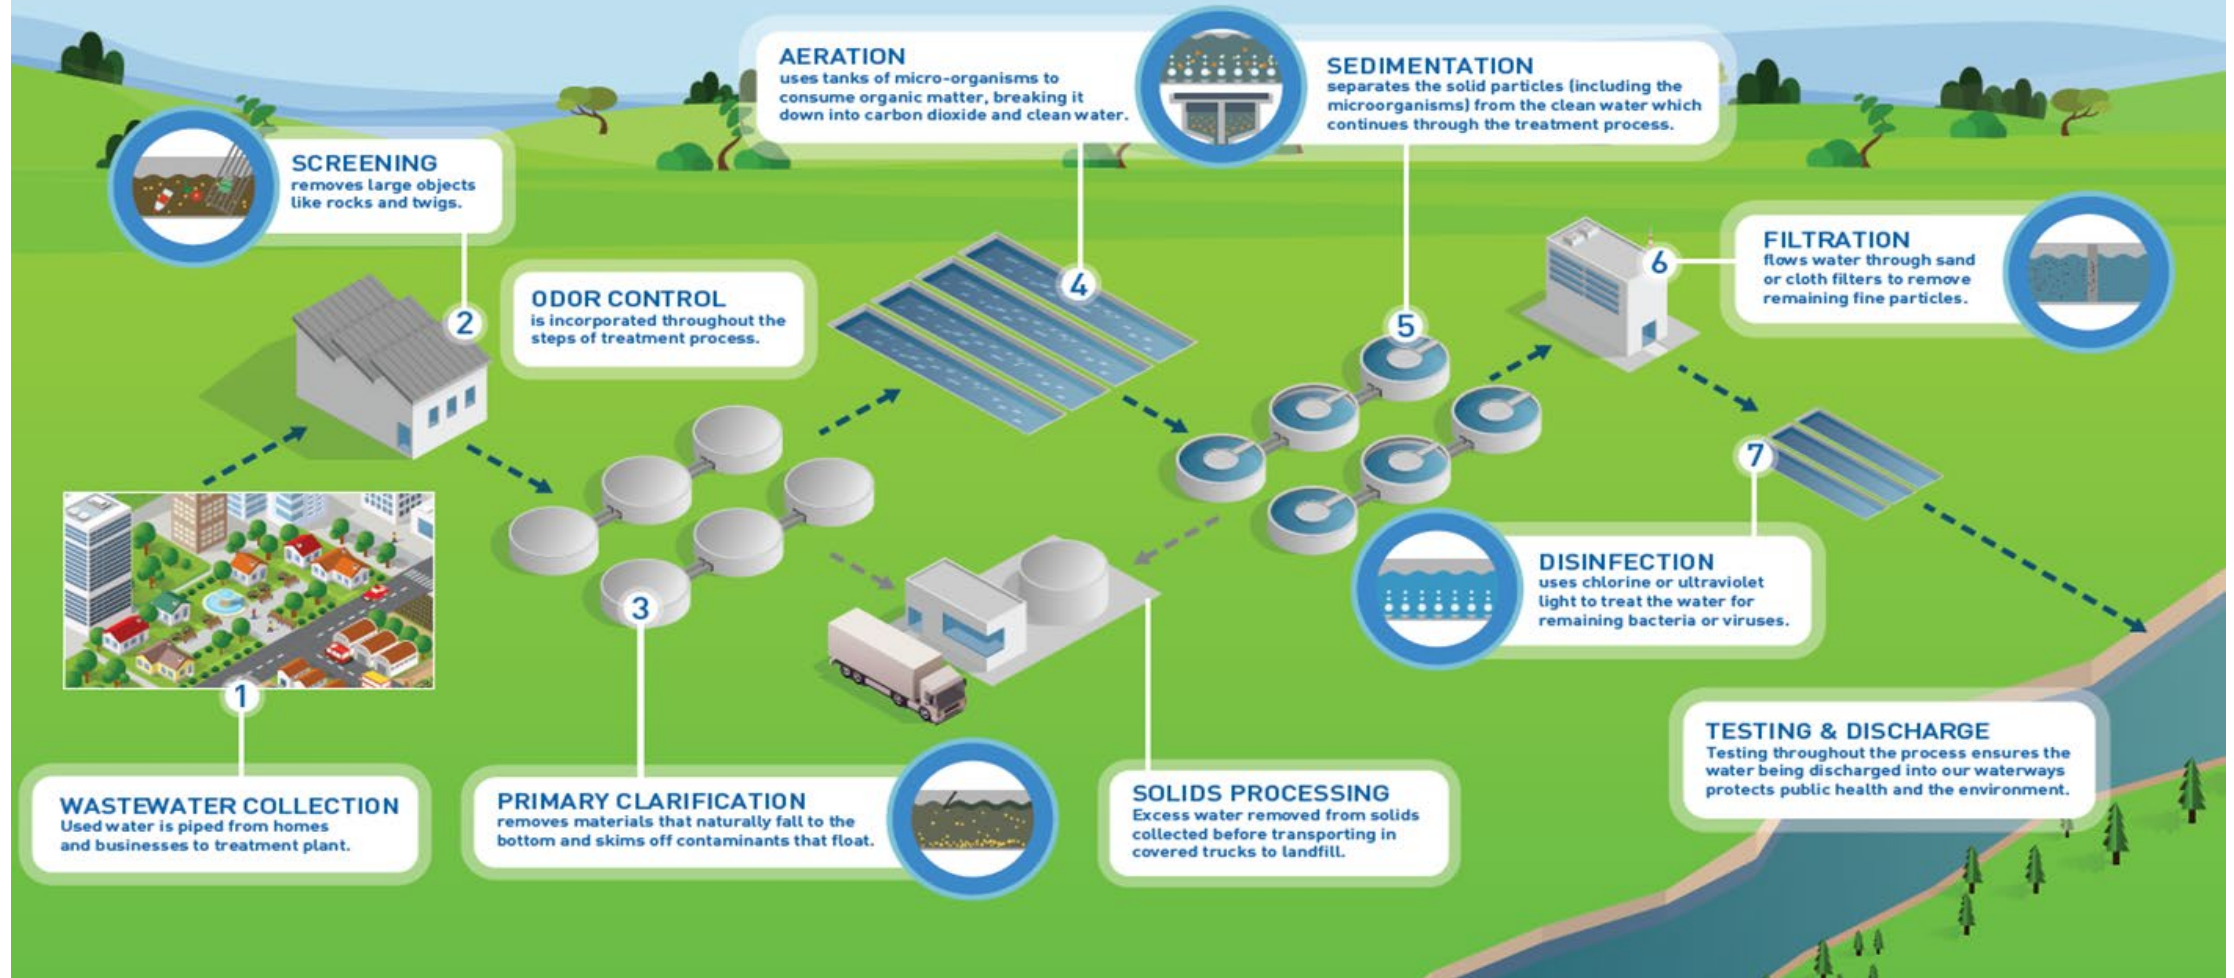 AERATION
uses tanks of micro-organisms to
consume organic matter, breaking it
down into carbon dioxide and clean water.
SEDIMENTATION
separates the solid particles (including the
microorganisms) from the clean water which
continues through the treatment process.
SCREENING
removes large objects
like rocks and twigs.
2
ODOR CONTROL
is incorporated throughout the
steps of treatment process.
4
5
6
FILTRATION
flows water through sand
or cloth filters to remove
remaining fine particles.
7
DISINFECTION
uses chlorine or ultraviolet
light to treat the water for
remaining bacteria or viruses.
3
1
WASTEWATER COLLECTION
Used water is piped from homes
and businesses to treatment plant.
PRIMARY CLARIFICATION
removes materials that naturally fall to the
bottom and skims off contaminants that float.
SOLIDS PROCESSING
Excess water removed from solids
collected before transporting in
covered trucks to landfill.
TESTING & DISCHARGE
Testing throughout the process ensures the
water being discharged into our waterways
protects public health and the environment.